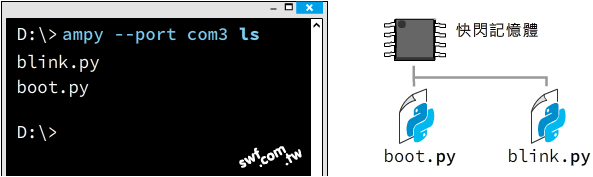 D:\> ampy --port com3 ls
blink.py
boot.py
D:\>
swf.com.tw
快閃記憶體
boot.py
blink.py